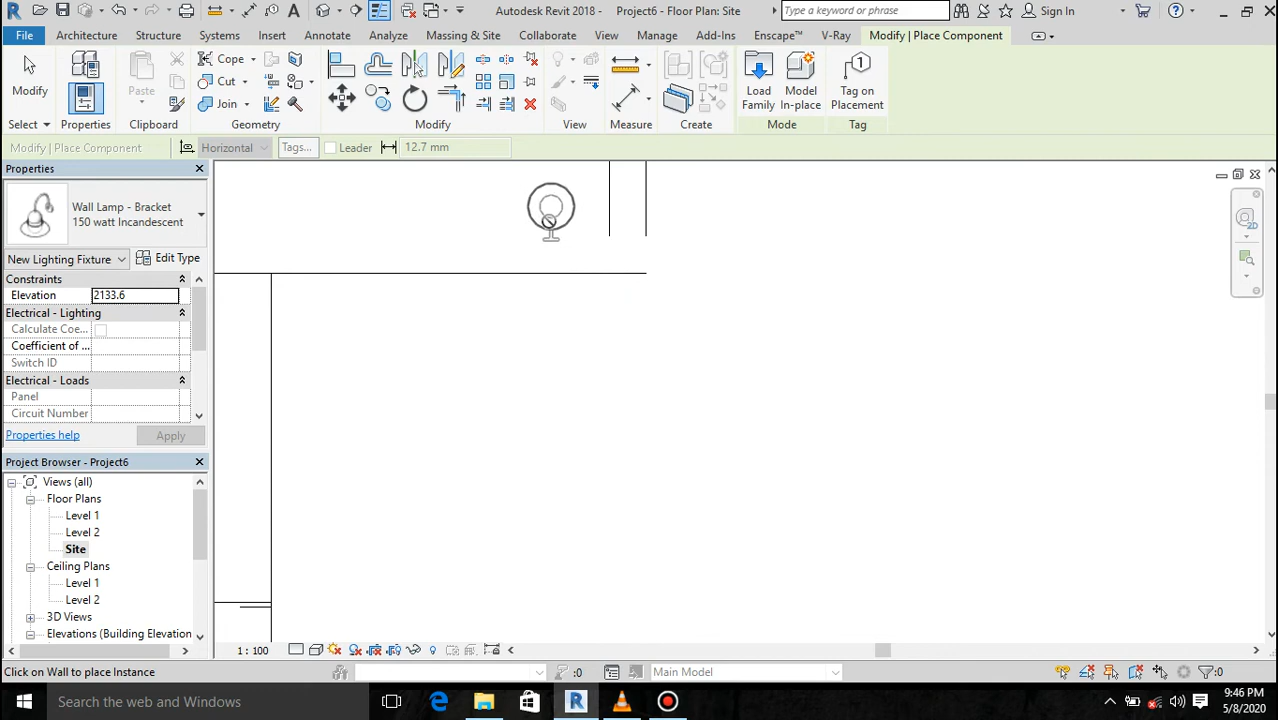 Autodesk Revit 2018 - Project6 - Floor Plan: Site
Type a keyword or phrase
Sign In
File
Architecture
Structure
Systems
Insert
Annotate
Analyze
Massing & Site
Collaborate
View
Manage
Add-Ins
Enscape™
V-Ray
Modify | Place Component
Modify
Select
Properties
Paste
Clipboard
Cope
Cut
Join
Geometry
Modify
View
Measure
Create
Load Family
Model In-place
Mode
Tag on Placement
Tag
Modify | Place Component
Horizontal
Tags...
Leader
12.7 mm
Properties
Wall Lamp - Bracket
150 watt Incandescent
New Lighting Fixture
Edit Type
Constraints
Elevation 2133.6
Electrical - Lighting
Calculate Coe...
Coefficient of ...
Switch ID
Electrical - Loads
Panel
Circuit Number
Properties help
Apply
Project Browser - Project6
Views (all)
Floor Plans
Level 1
Level 2
Site
Ceiling Plans
Level 1
Level 2
3D Views
Elevations (Building Elevation
2D
1 : 100
Click on Wall to place Instance
:0
Main Model
:0
Search the web and Windows
9:46 PM
5/8/2020